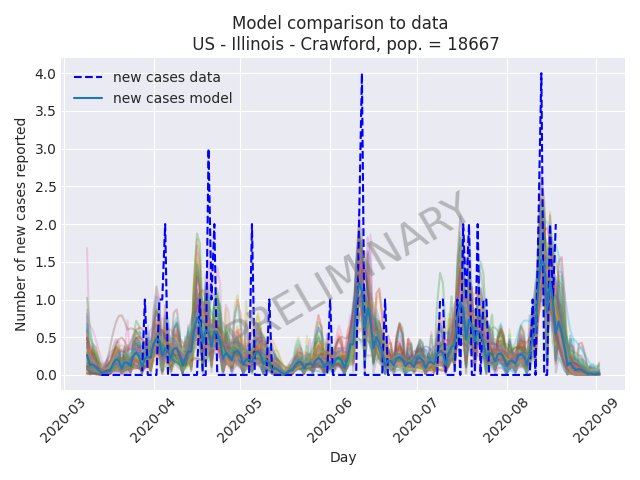 Model comparison to data
US - Illinois - Crawford, pop. = 18667
new cases data
new cases model
PRELIMINARY
Number of new cases reported
4.0
3.5
3.0
2.5
2.0
1.5
1.0
0.5
0.0
2020-03
2020-04
2020-05
2020-06
2020-07
2020-08
2020-09
Day